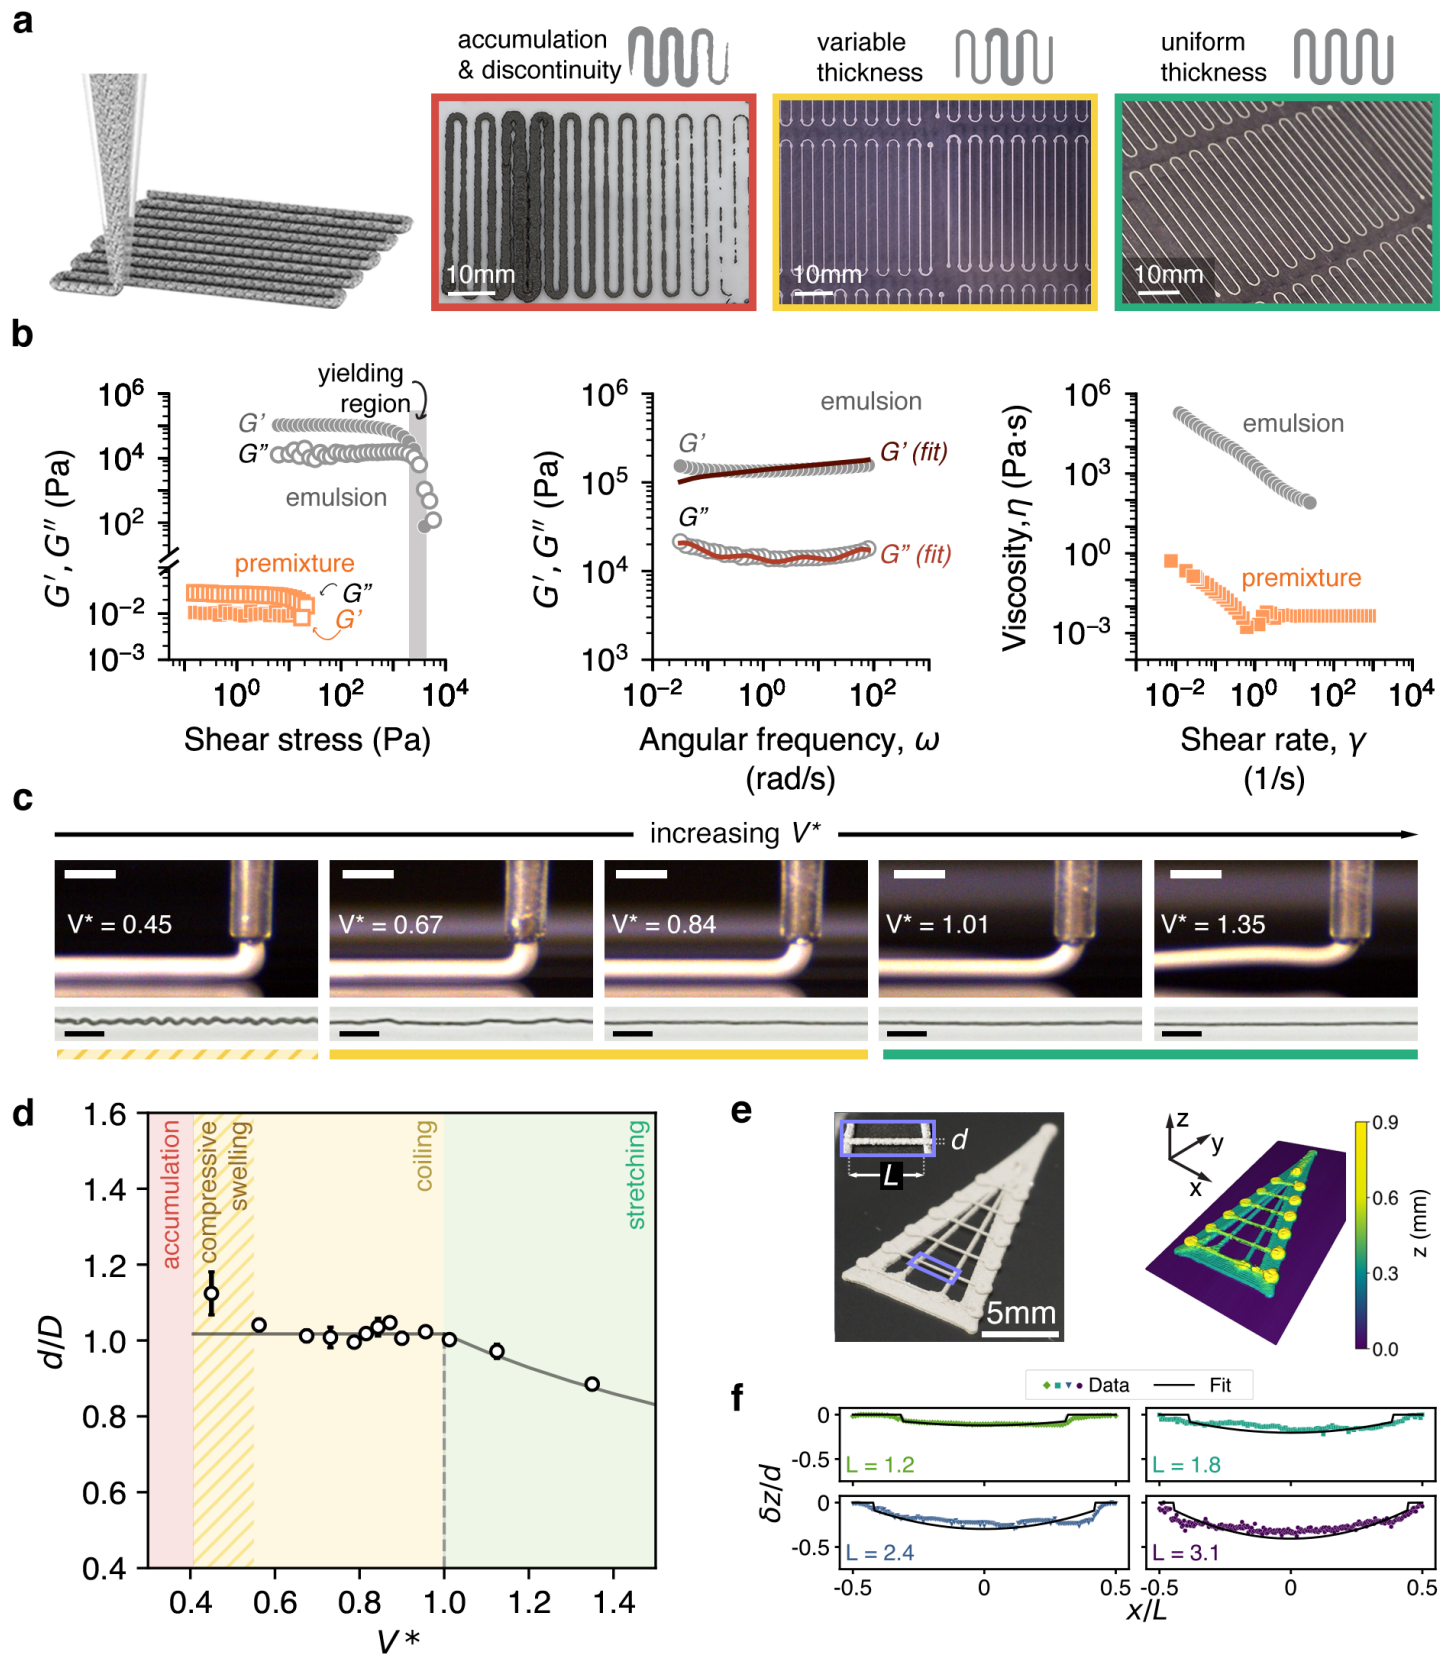 a
accumulation
& discontinuity
variable
thickness
uniform
thickness
10mm
10mm
10mm
b
yielding
region
10⁶
10⁴
10²
10⁻²
10⁻³
G′, G″ (Pa)
G’
G”
emulsion
premixture
G”
G’
10⁰
10²
10⁴
Shear stress (Pa)
10⁶
10⁵
10⁴
10³
G′, G″ (Pa)
emulsion
G’
G’ (fit)
G”
G” (fit)
10⁻²
10⁰
10²
Angular frequency, ω
(rad/s)
10⁶
10³
10⁰
10⁻³
Viscosity, η (Pa·s)
emulsion
premixture
10⁻²
10⁰
10²
10⁴
Shear rate, γ
(1/s)
c
increasing V*
V* = 0.45
V* = 0.67
V* = 0.84
V* = 1.01
V* = 1.35
d
1.6
1.4
1.2
1.0
0.8
0.6
0.4
d/D
accumulation
compressive
swelling
coiling
stretching
0.4
0.6
0.8
1.0
1.2
1.4
V*
e
d
L
5mm
z
y
x
0.9
0.6
0.3
0.0
z (mm)
f
Data
Fit
0
-0.5
L = 1.2
L = 1.8
0
-0.5
L = 2.4
L = 3.1
0
-0.5
0
-0.5
δz/d
-0.5
0
0.5
-0.5
0
0.5
x/L